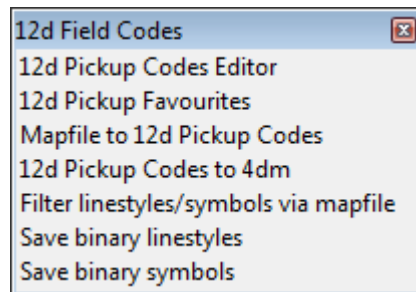 12d Field Codes
12d Pickup Codes Editor
12d Pickup Favourites
Mapfile to 12d Pickup Codes
12d Pickup Codes to 4dm
Filter linestyles/symbols via mapfile
Save binary linestyles
Save binary symbols